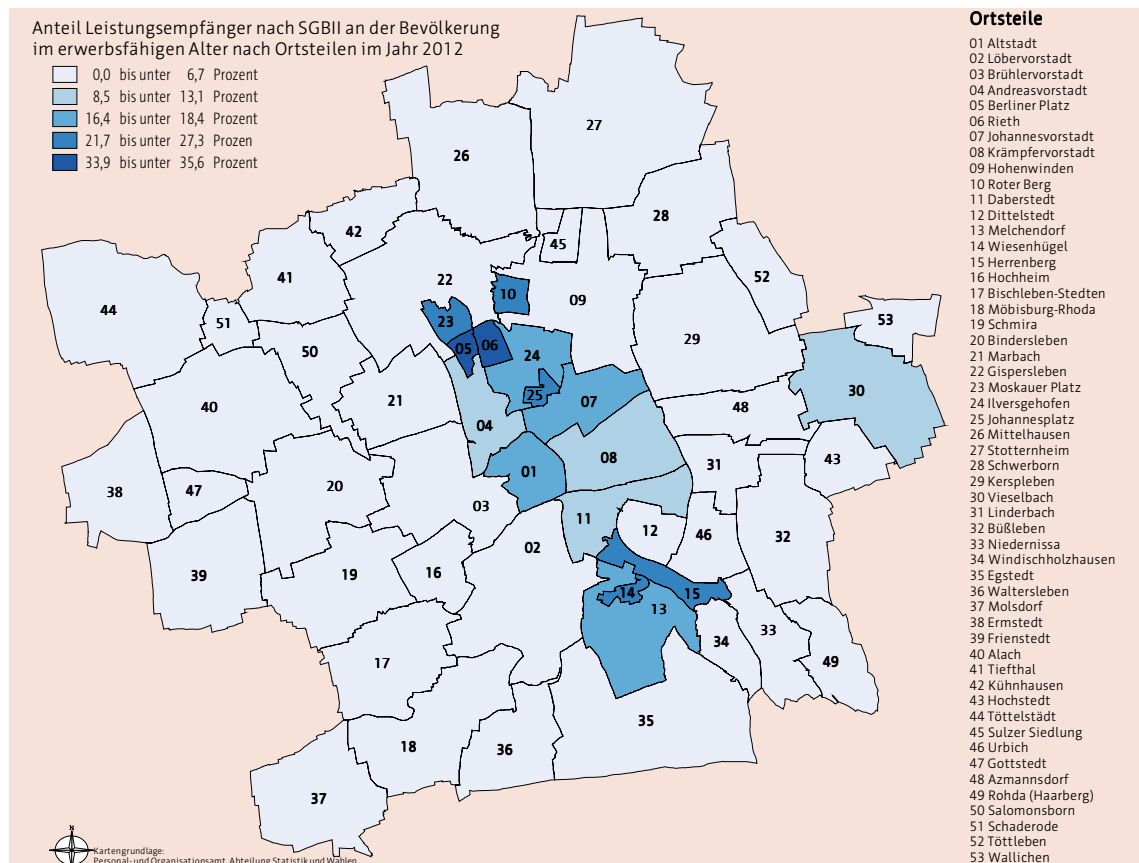 Anteil Leistungsempfänger nach SGBII an der Bevölkerung
im erwerbsfähigen Alter nach Ortsteilen im Jahr 2012
0,0 bis unter 6,7 Prozent
8,5 bis unter 13,1 Prozent
16,4 bis unter 18,4 Prozent
21,7 bis unter 27,3 Prozen
33,9 bis unter 35,6 Prozent
27
26
28
42
45
41
22
52
44
10
09
51
23
53
50
05
06
24
29
30
25
21
07
40
48
04
08
01
31
43
38
47
20
03
11
12
46
32
02
39
19
16
14
15
13
33
34
17
49
35
18
36
37
N
Kartengrundlage:
Personal- und Organisationsamt, Abteilung Statistik und Wahlen
Ortsteile
01 Altstadt
02 Löbervorstadt
03 Brühlervorstadt
04 Andreasvorstadt
05 Berliner Platz
06 Rieth
07 Johannesvorstadt
08 Krämpfervorstadt
09 Hohenwinden
10 Roter Berg
11 Daberstedt
12 Dittelstedt
13 Melchendorf
14 Wiesenhügel
15 Herrenberg
16 Hochheim
17 Bischleben-Stedten
18 Möbisburg-Rhoda
19 Schmira
20 Bindersleben
21 Marbach
22 Gispersleben
23 Moskauer Platz
24 Ilversgehofen
25 Johannesplatz
26 Mittelhausen
27 Stotternheim
28 Schwerborn
29 Kerspleben
30 Vieselbach
31 Linderbach
32 Büßleben
33 Niedernissa
34 Windischholzhausen
35 Egstedt
36 Waltersleben
37 Molsdorf
38 Ermstedt
39 Frienstedt
40 Alach
41 Tiefthal
42 Kühnhausen
43 Hochstedt
44 Töttelstädt
45 Sulzer Siedlung
46 Urbich
47 Gottstedt
48 Azmannsdorf
49 Rohda (Haarberg)
50 Salomonsborn
51 Schaderode
52 Töttleben
53 Wallichen